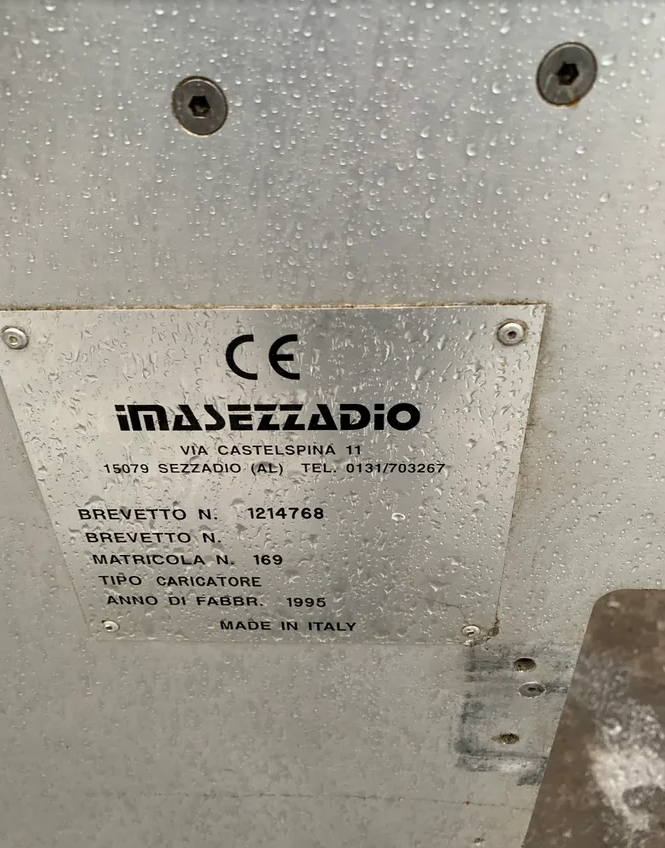 CE
iMASEZZADiO
VIA CASTELSPINA 11
15079 SEZZADIO (AL) TEL. 0131/703267
BREVETTO N. 1214768
BREVETTO N.
MATRICOLA N. 169
TIPO CARICATORE
ANNO DI FABBR. 1995
MADE IN ITALY